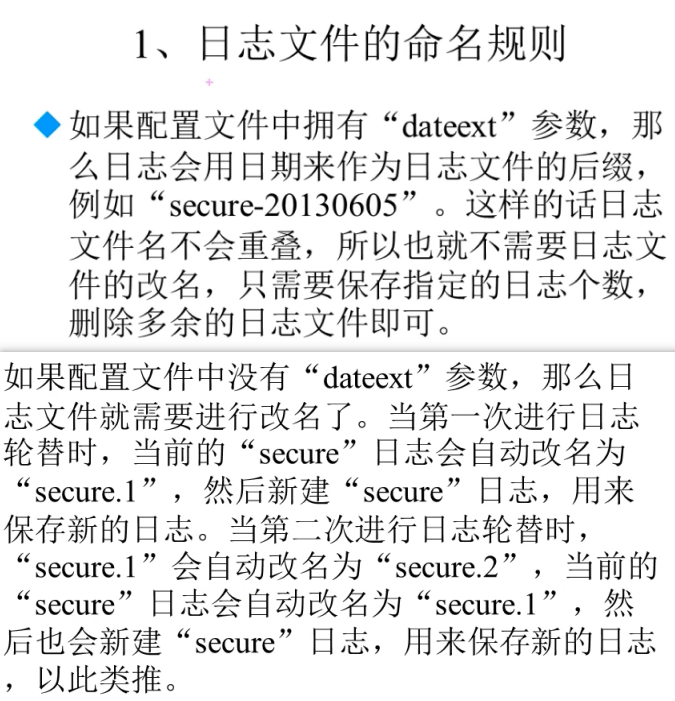 1、日志文件的命名规则
如果配置文件中拥有“dateext”参数，那
么日志会用日期来作为日志文件的后缀，
例如“secure-20130605”。这样的话日志
文件名不会重叠，所以也就不需要日志文
件的改名，只需要保存指定的日志个数，
删除多余的日志文件即可。
如果配置文件中没有“dateext”参数，那么日
志文件就需要进行改名了。当第一次进行日志
轮替时，当前的“secure”日志会自动改名为
“secure.1”，然后新建“secure”日志，用来
保存新的日志。当第二次进行日志轮替时，
“secure.1”会自动改名为“secure.2”，当前的
“secure”日志会自动改名为“secure.1”，然
后也会新建“secure”日志，用来保存新的日志
，以此类推。